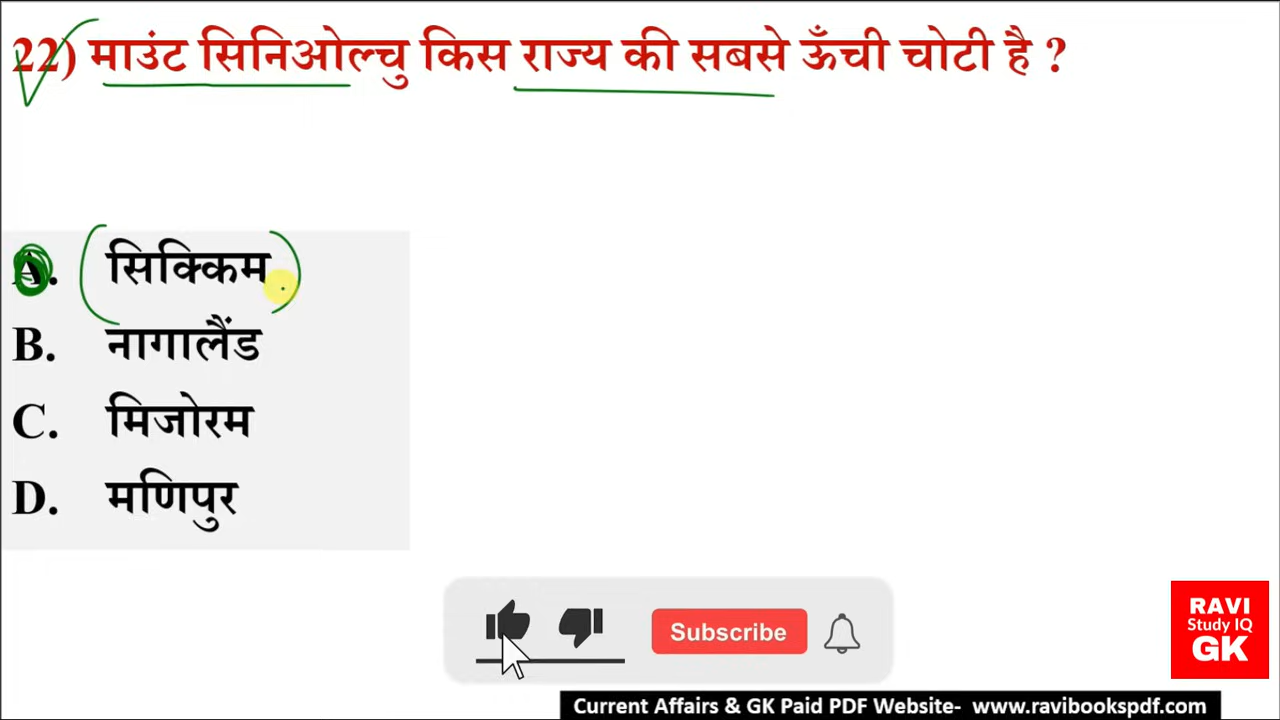 22) माउंट सिनिओल्चु किस राज्य की सबसे ऊँची चोटी है ?
A. सिक्किम
B. नागालैंड
C. मिजोरम
D. मणिपुर
Subscribe
RAVI
Study IQ
GK
Current Affairs & GK Paid PDF Website- www.ravibookspdf.com